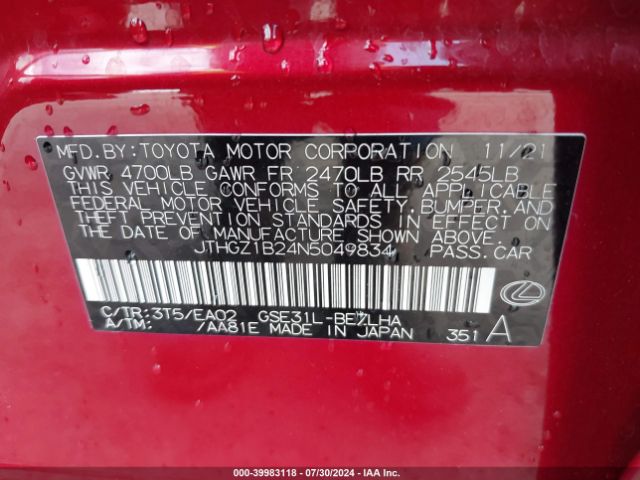 MFD.BY:TOYOTA MOTOR CORPORATION 11/21
GVWR 4700LB GAWR FR 2470LB RR 2545LB
THIS VEHICLE CONFORMS TO ALL APPLICABLE
FEDERAL MOTOR VEHICLE SAFETY,BUMPER,AND
THEFT PREVENTION STANDARDS IN EFFECT ON
THE DATE OF MANUFACTURE SHOWN ABOVE.
JTHGZ1B24N5049834 PASS.CAR
C/TR:3T5/EA02 GSE31L-BEZLHA
A/TM: /AA81E MADE IN JAPAN 351 A
000-39983118 | 07/30/2024 | IAA Inc.